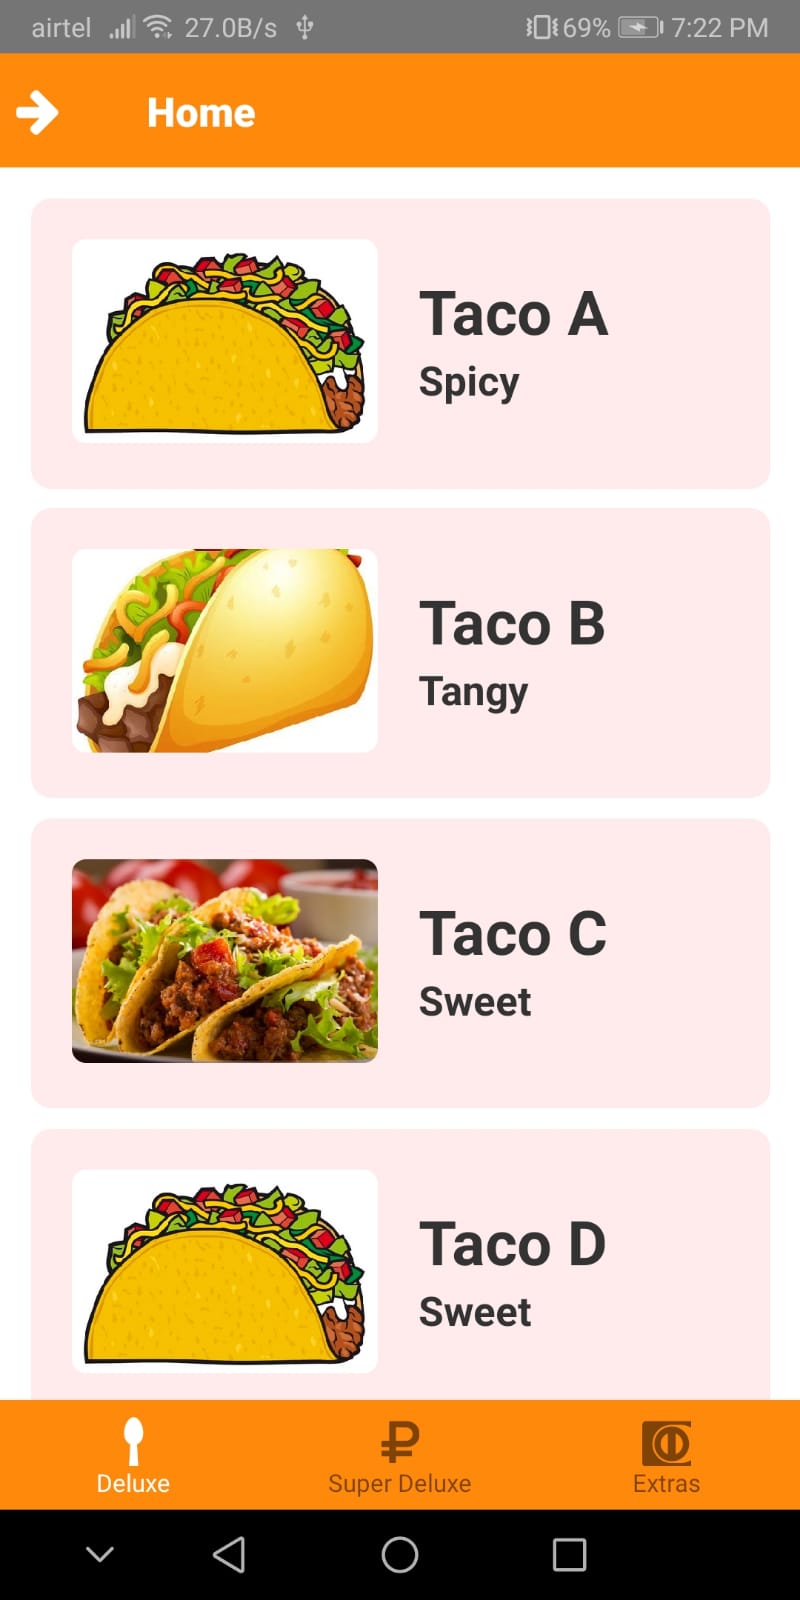 airtel 27.0B/s 69% 7:22 PM
Home
Taco A
Spicy
Taco B
Tangy
Taco C
Sweet
Taco D
Sweet
Deluxe Super Deluxe Extras